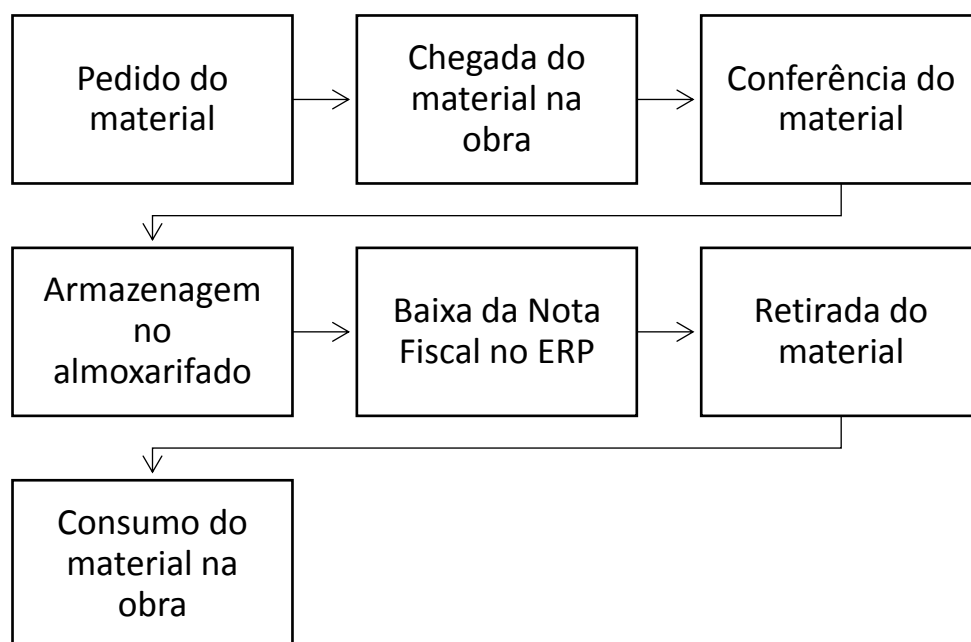 Pedido do
material
Chegada do
material na
obra
Conferência do
material
Armazenagem
no
almoxarifado
Baixa da Nota
Fiscal no ERP
Retirada do
material
Consumo do
material na
obra